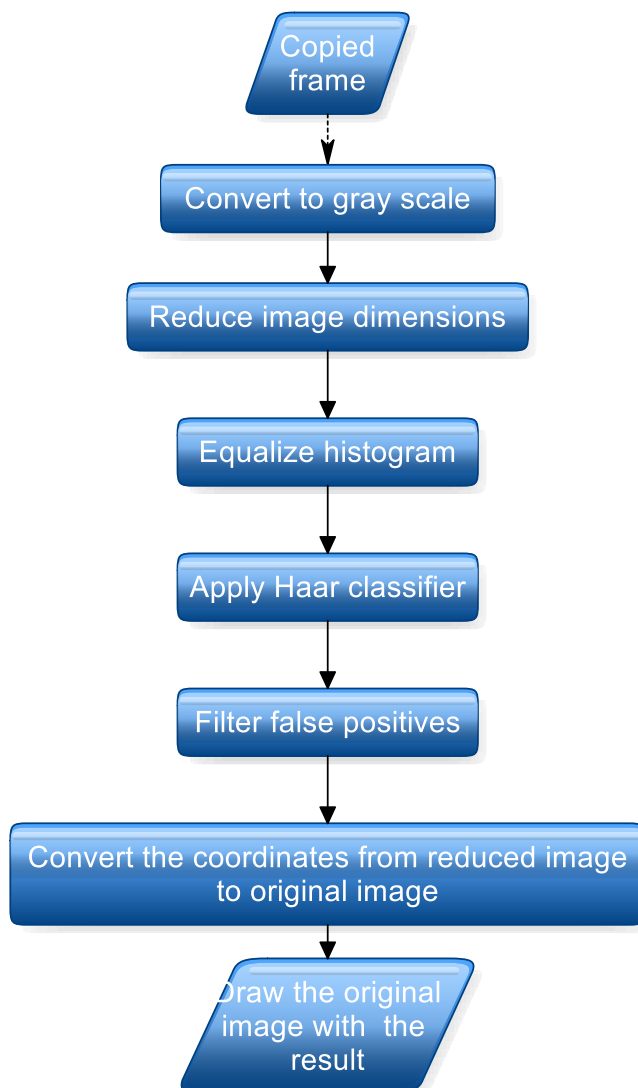 Copied
frame
Convert to gray scale
Reduce image dimensions
Equalize histogram
Apply Haar classifier
Filter false positives
Convert the coordinates from reduced image
to original image
Draw the original
image with the
result